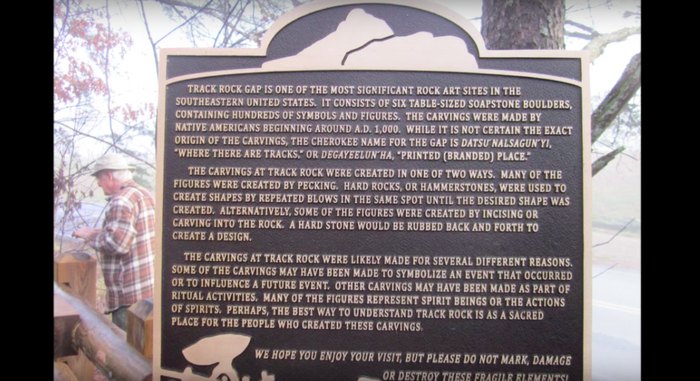 TRACK ROCK GAP IS ONE OF THE MOST SIGNIFICANT ROCK ART SITES IN THE
SOUTHEASTERN UNITED STATES. IT CONSISTS OF SIX TABLE-SIZED SOAPSTONE BOULDERS,
CONTAINING HUNDREDS OF SYMBOLS AND FIGURES. THE CARVINGS WERE MADE BY
NATIVE AMERICANS BEGINNING AROUND A.D. 1,000. WHILE IT IS NOT CERTAIN THE EXACT
ORIGIN OF THE CARVINGS, THE CHEROKEE NAME FOR THE GAP IS DATSU'NALSAGUN'YI,
"WHERE THERE ARE TRACKS," OR DEGAYEELUN'HA, "PRINTED (BRANDED) PLACE."
THE CARVINGS AT TRACK ROCK WERE CREATED IN ONE OF TWO WAYS. MANY OF THE
FIGURES WERE CREATED BY PECKING. HARD ROCKS, OR HAMMERSTONES, WERE USED TO
CREATE SHAPES BY REPEATED BLOWS IN THE SAME SPOT UNTIL THE DESIRED SHAPE WAS
CREATED. ALTERNATIVELY, SOME OF THE FIGURES WERE CREATED BY INCISING OR
CARVING INTO THE ROCK. A HARD STONE WOULD BE RUBBED BACK AND FORTH TO
CREATE A DESIGN.
THE CARVINGS AT TRACK ROCK WERE LIKELY MADE FOR SEVERAL DIFFERENT REASONS.
SOME OF THE CARVINGS MAY HAVE BEEN MADE TO SYMBOLIZE AN EVENT THAT OCCURRED
OR TO INFLUENCE A FUTURE EVENT. OTHER CARVINGS MAY HAVE BEEN MADE AS PART OF
RITUAL ACTIVITIES. MANY OF THE FIGURES REPRESENT SPIRIT BEINGS OR THE ACTIONS
OF SPIRITS. PERHAPS, THE BEST WAY TO UNDERSTAND TRACK ROCK IS AS A SACRED
PLACE FOR THE PEOPLE WHO CREATED THESE CARVINGS.
WE HOPE YOU ENJOY YOUR VISIT, BUT PLEASE DO NOT MARK, DAMAGE
OR DESTROY THESE FRAGILE ELEMENTS!